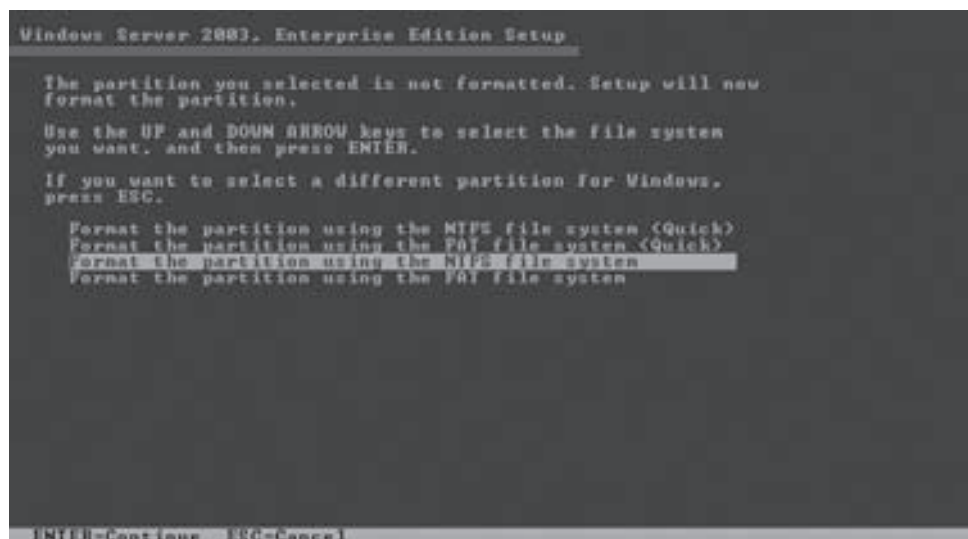 Windows Server 2003, Enterprise Edition Setup
The partition you selected is not formatted. Setup will now
format the partition.
Use the UP and DOWN ARROW keys to select the file system
you want, and then press ENTER.
If you want to select a different partition for Windows,
press ESC.
Format the partition using the NTFS file system <Quick>
Format the partition using the FAT file system <Quick>
Format the partition using the NTFS file system
Format the partition using the FAT file system
ENTER=Continue ESC=Cancel